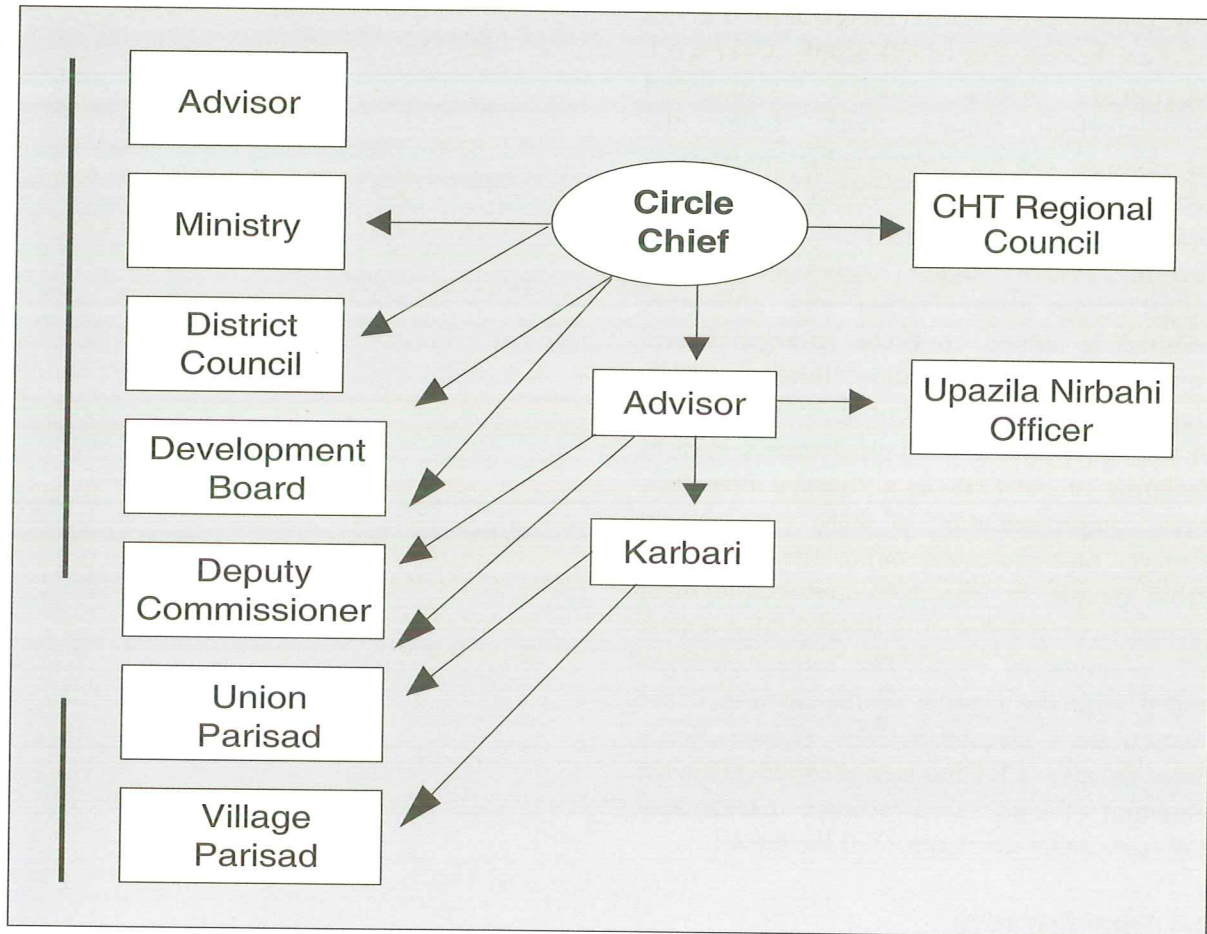 Advisor
Ministry
District
Council
Development
Board
Deputy
Commissioner
Union
Parisad
Village
Parisad
Circle
Chief
Advisor
Karbari
CHT Regional
Council
Upazila Nirbahi
Officer